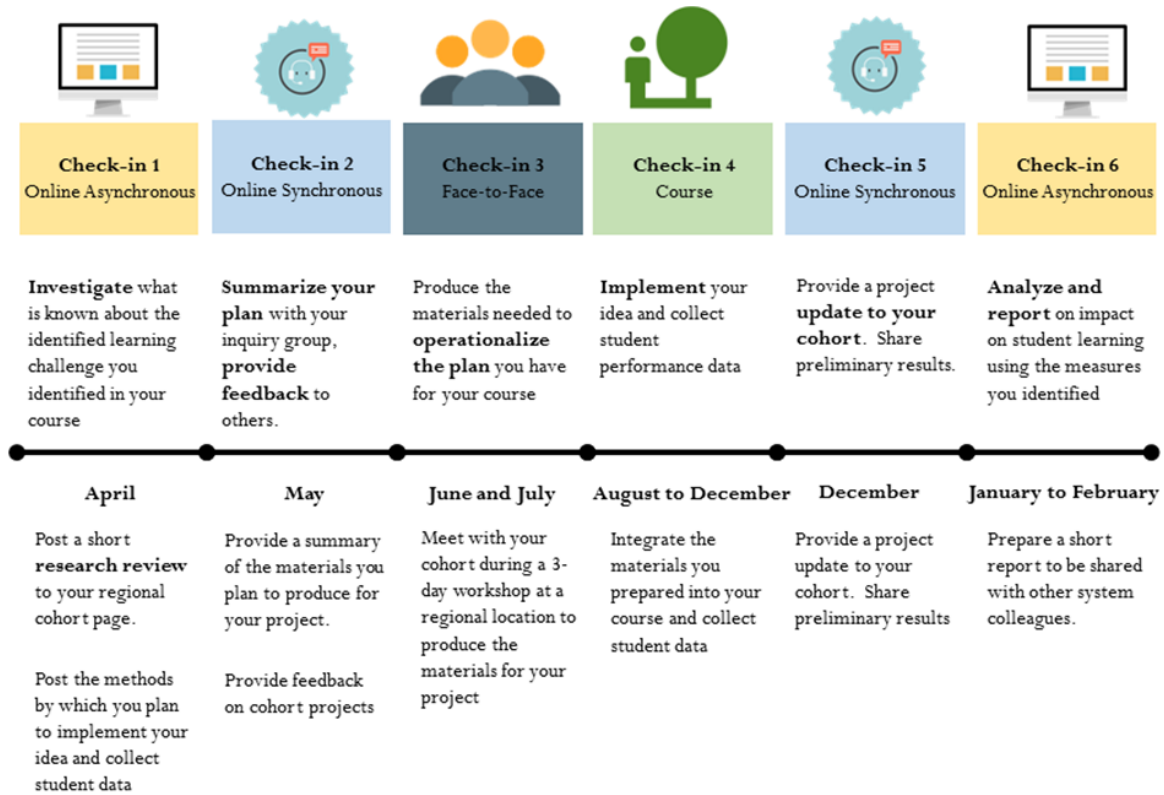 Check-in 1
Online Asynchronous
Check-in 2
Online Synchronous
Check-in 3
Face-to-Face
Check-in 4
Course
Check-in 5
Online Synchronous
Check-in 6
Online Asynchronous
Investigate what
is known about the
identified learning
challenge you
identified in your
course
Summarize your
plan with your
inquiry group,
provide
feedback to
others.
Produce the
materials needed to
operationalize
the plan you have
for your course
Implement your
idea and collect
student
performance data
Provide a project
update to your
cohort.  Share
preliminary results.
Analyze and
report on impact
on student learning
using the measures
you identified
April
Post a short
research review
to your regional
cohort page.
Post the methods
by which you plan
to implement your
idea and collect
student data
May
Provide a summary
of the materials you
plan to produce for
your project.
Provide feedback
on cohort projects
June and July
Meet with your
cohort during a 3-
day workshop at a
regional location to
produce the
materials for your
project
August to December
Integrate the
materials you
prepared into your
course and collect
student data
December
Provide a project
update to your
cohort.  Share
preliminary results
January to February
Prepare a short
report to be shared
with other system
colleagues.